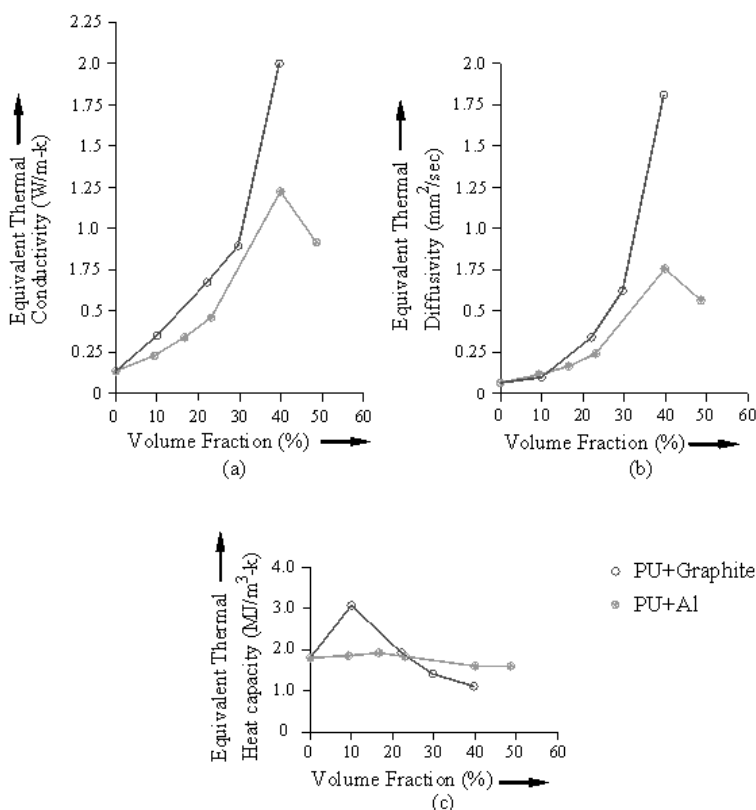 2.25
2.0
1.75
1.5
1.25
1.0
1.75
0.5
0.25
0
0 10 20 30 40 50 60
Equivalent Thermal
Conductivity (W/m-k)
Volume Fraction (%)
(a)
2.0
1.75
1.5
1.25
1.0
1.75
0.5
0.25
0
0 10 20 30 40 50 60
Equivalent Thermal
Diffusivity (mm²/sec)
Volume Fraction (%)
(b)
4.0
3.0
2.0
1.0
0
0 10 20 30 40 50 60
Equivalent Thermal
Heat capacity (MJ/m³-k)
Volume Fraction (%)
(c)
PU+Graphite
PU+Al